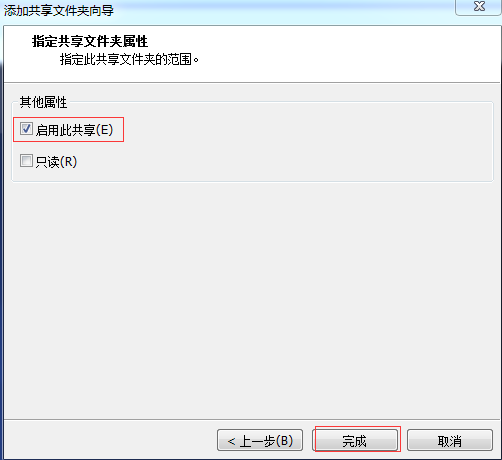 添加共享文件夹向导
指定共享文件夹属性
指定此共享文件夹的范围。
其他属性
启用此共享(E)
只读(R)
< 上一步(B)
完成
取消